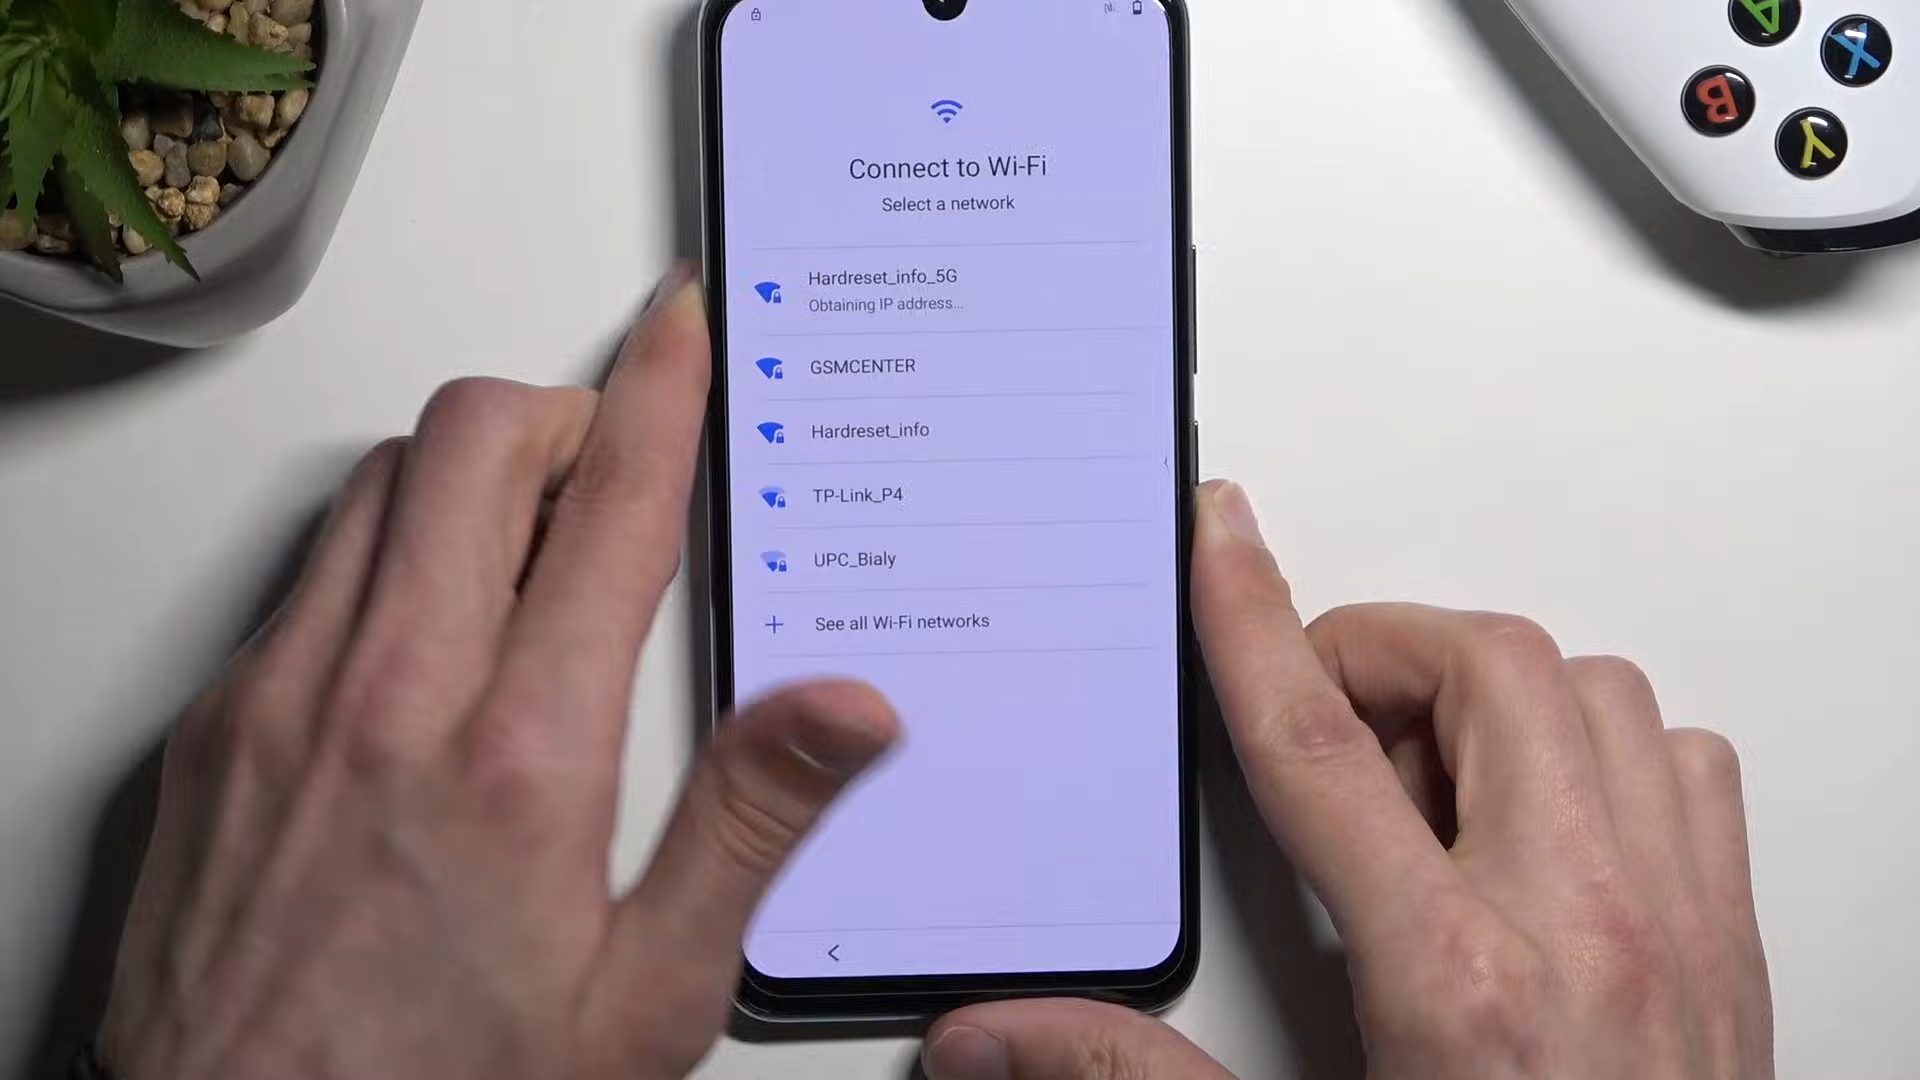 Connect to Wi-Fi
Select a network
Hardreset_info_5G
Obtaining IP address...
GSMCENTER
Hardreset_info
TP-Link_P4
UPC_Bialy
See all Wi-Fi networks
A
X
B
Y